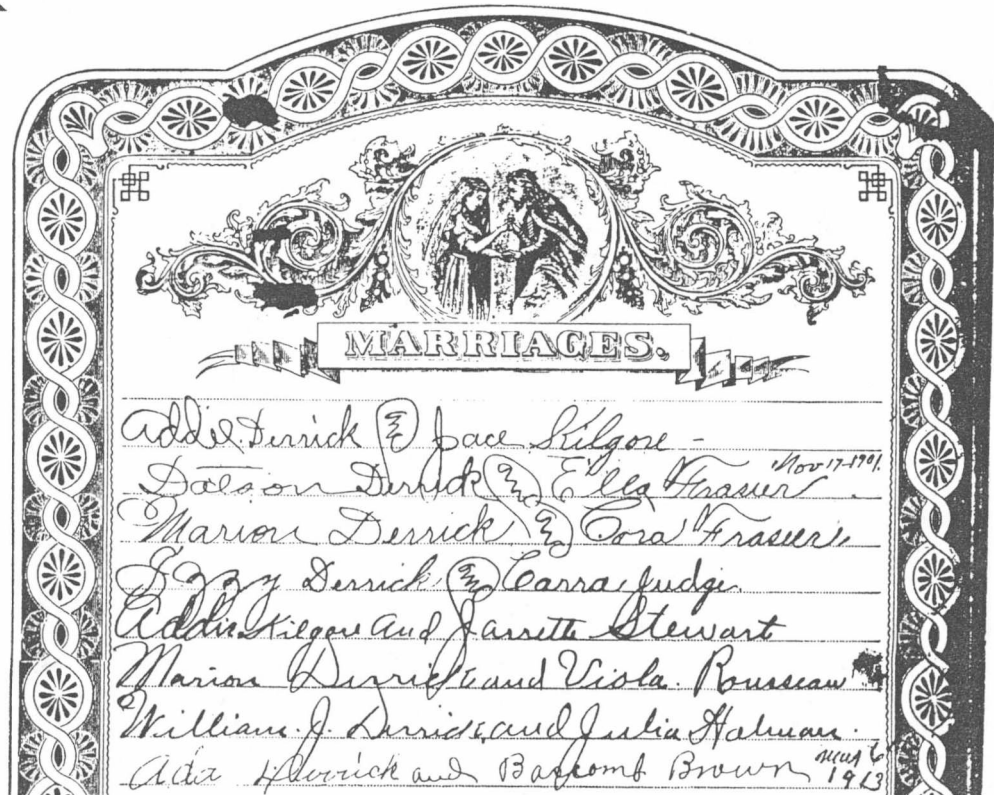 MARRIAGES.
Addie Derrick & Jace Kilgore -
Dotson Derrick & Ella Frasier Nov 17-1901.
Marion Derrick & Cora Frasier
Izzy Derrick & Carra Judge
Addie Kilgore and Jarrette Stewart
Marion Derrick and Viola. Rousseau
William. J. Derrick and Julia Halman.
Ada Derrick and Bascomb Brown 1913